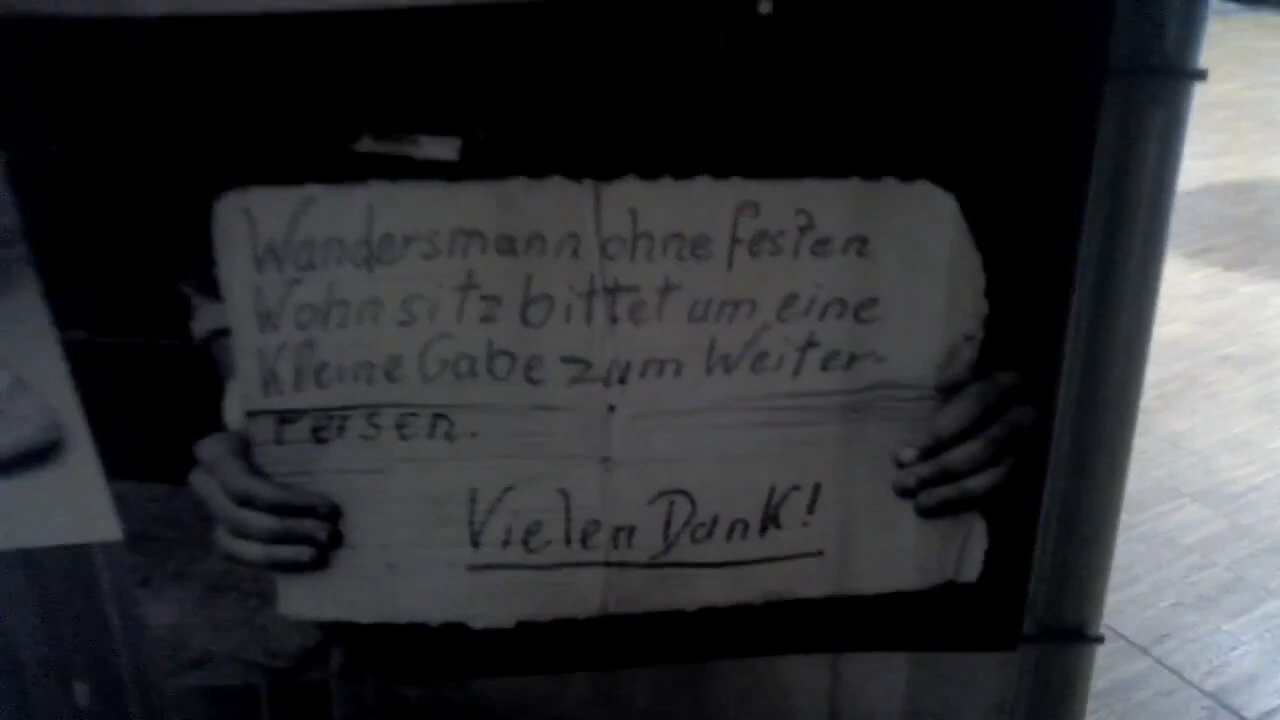 Wandersmann ohne festen
Wohnsitz bittet um eine
Kleine Gabe zum Weiter-
reisen.
Vielen Dank!